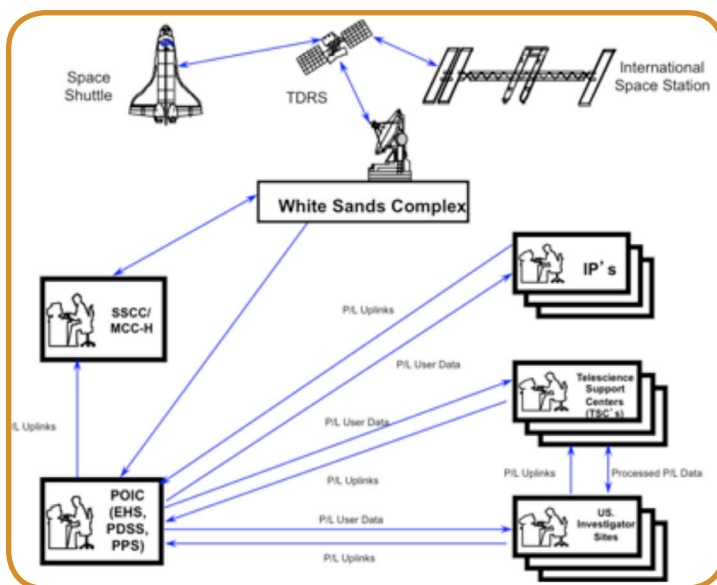 Space
Shuttle
TDRS
International
Space Station
White Sands Complex
SSCC/
MCC-H
IP's
P/L Uplinks
P/L User Data
Telescience
Support
Centers
(TSC's)
/L Uplinks
P/L User Data
P/L Uplinks
P/L Uplinks
Processed P/L Data
POIC
(EHS,
PDSS,
PPS)
P/L User Data
P/L Uplinks
US.
Investigator
Sites